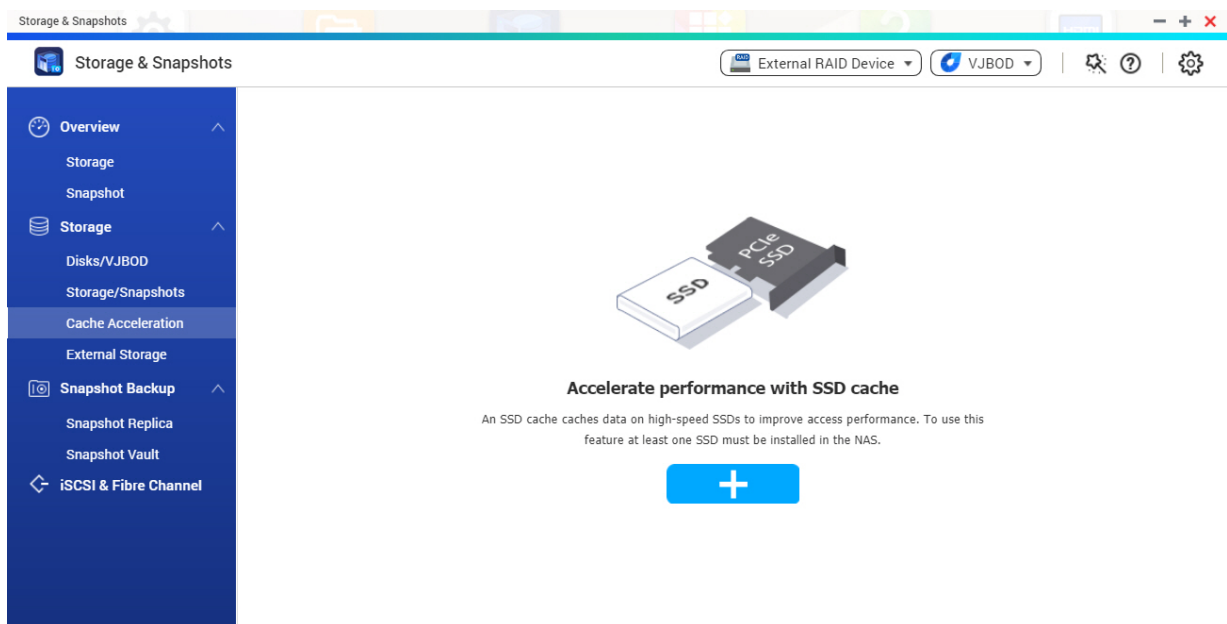 Storage & Snapshots
Storage & Snapshots
External RAID Device
VJBOD
Overview
Storage
Snapshot
Storage
Disks/VJBOD
Storage/Snapshots
Cache Acceleration
External Storage
Snapshot Backup
Snapshot Replica
Snapshot Vault
iSCSI & Fibre Channel
PCIe
SSD
SSD
Accelerate performance with SSD cache
An SSD cache caches data on high-speed SSDs to improve access performance. To use this
feature at least one SSD must be installed in the NAS.